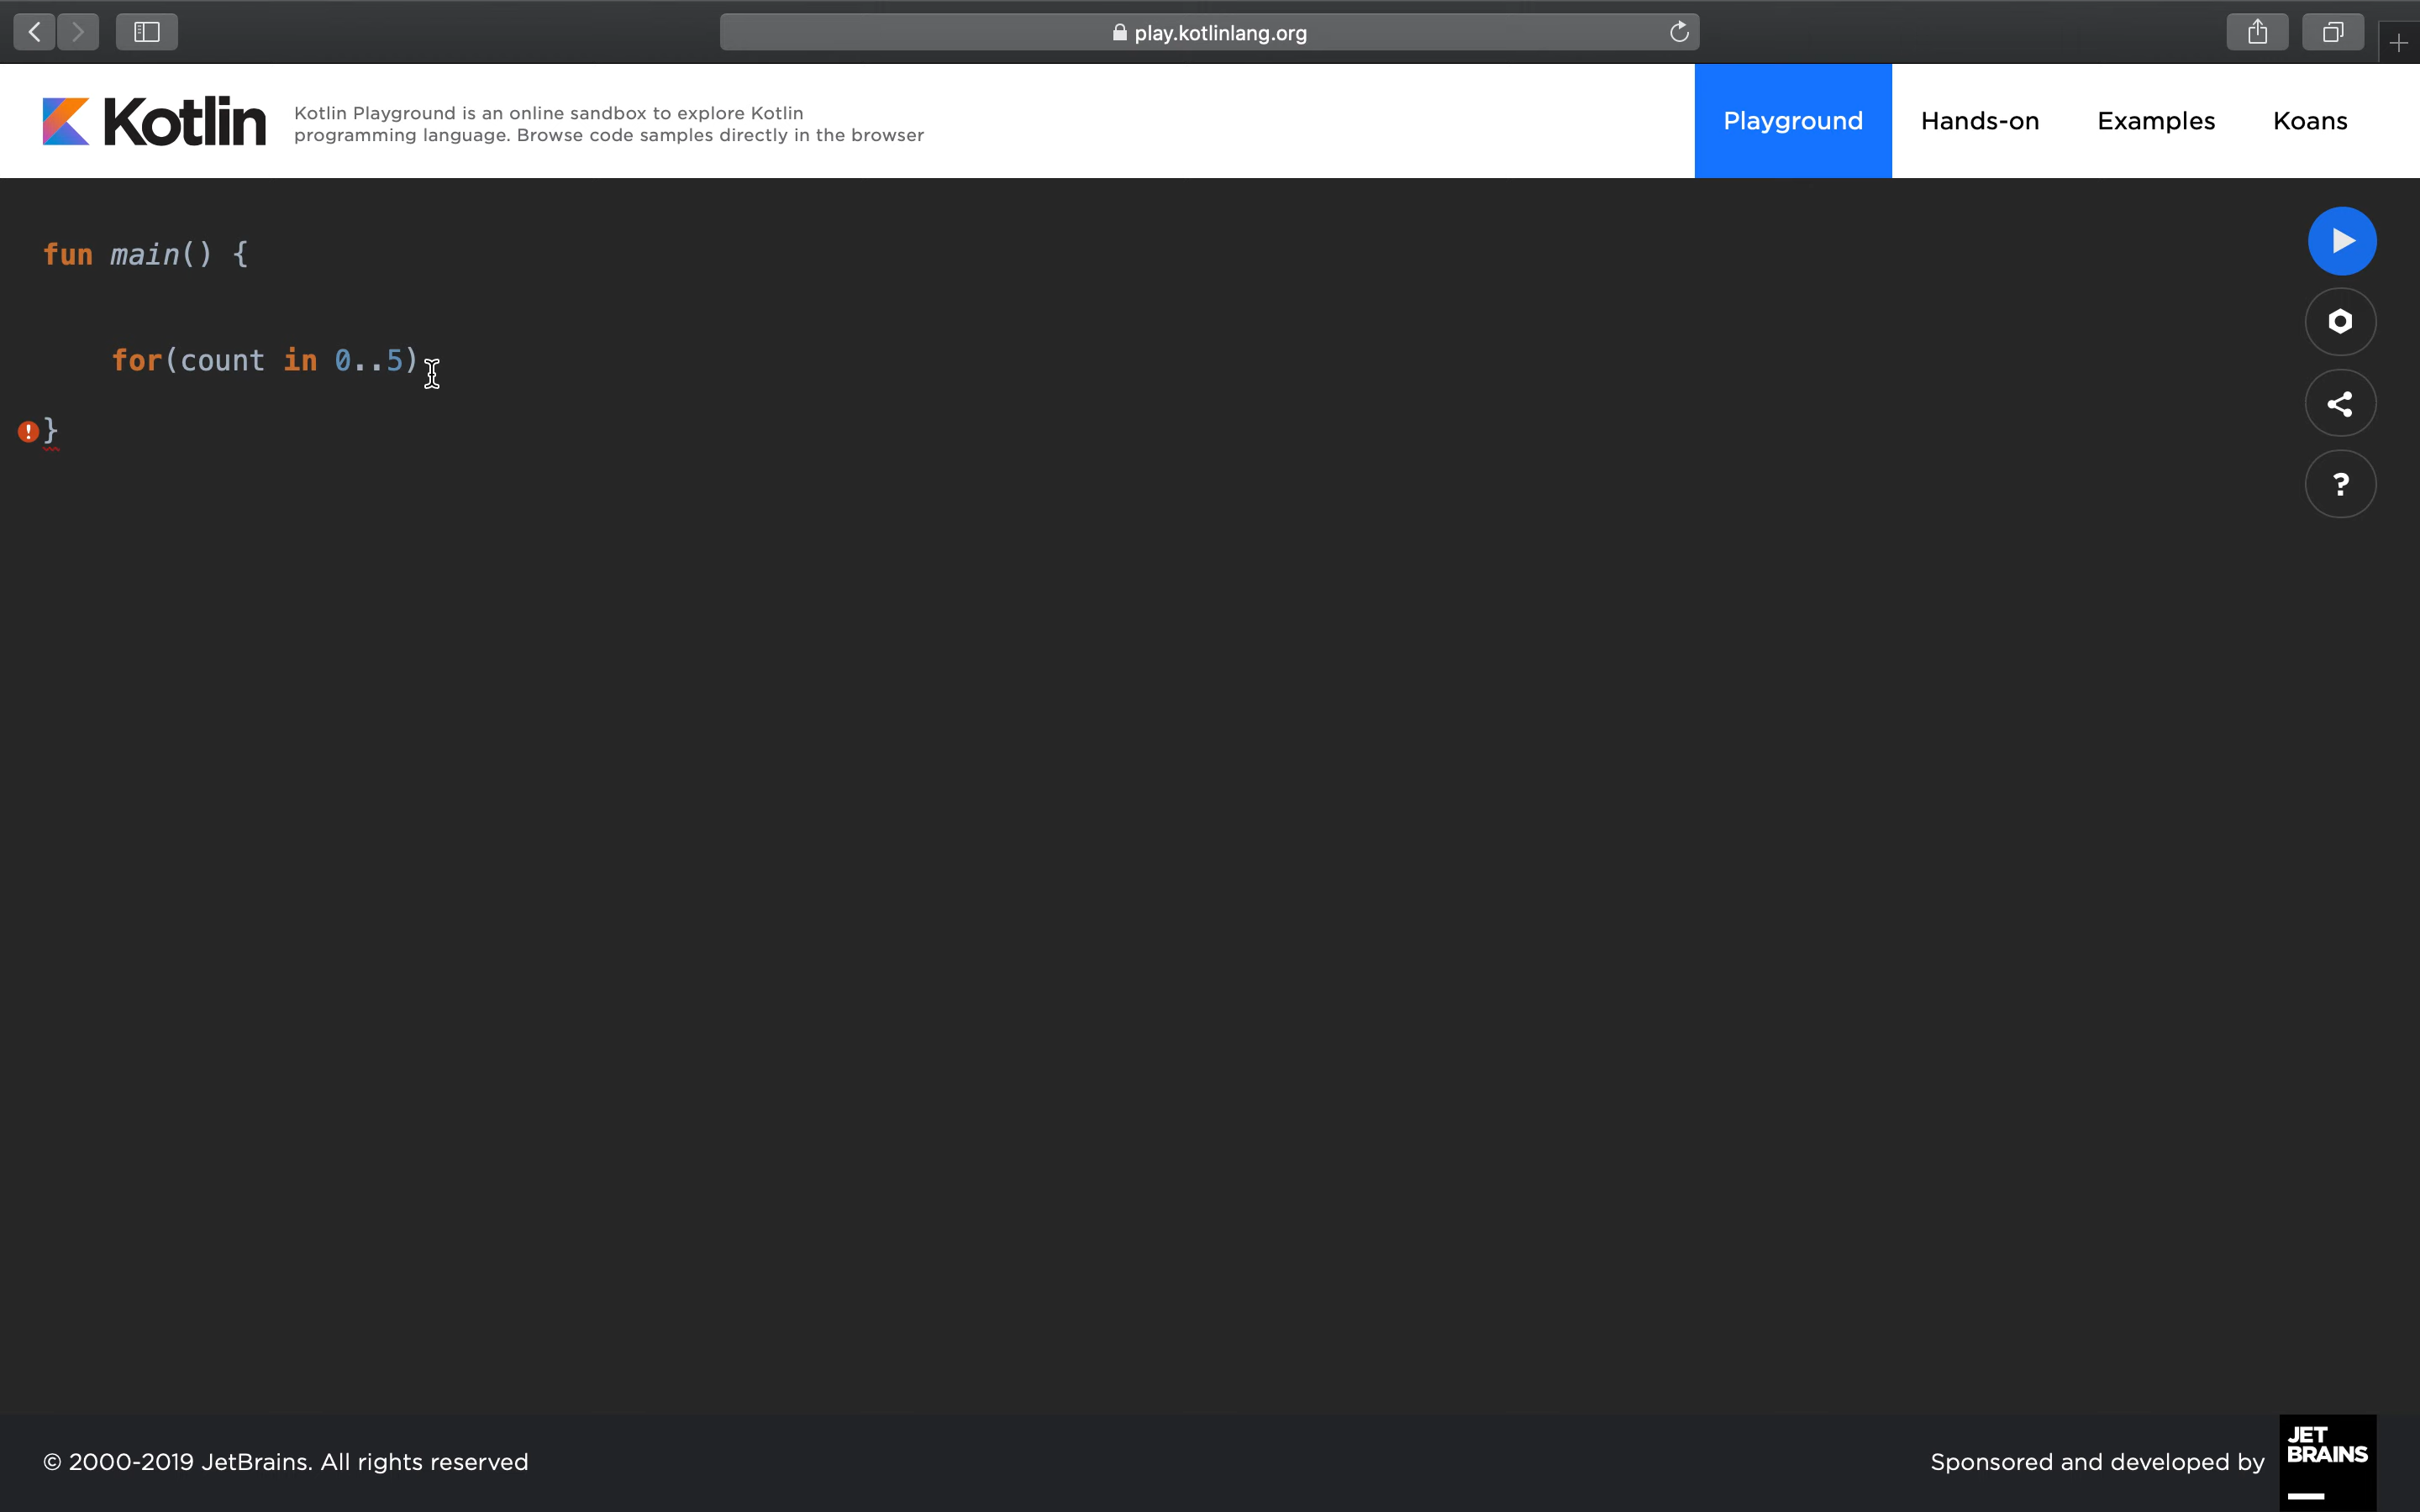 play.kotlinlang.org
Kotlin
Kotlin Playground is an online sandbox to explore Kotlin
programming language. Browse code samples directly in the browser
Playground
Hands-on
Examples
Koans
fun main() {
for(count in 0..5)
}
?
© 2000-2019 JetBrains. All rights reserved
Sponsored and developed by
JET
BRAINS